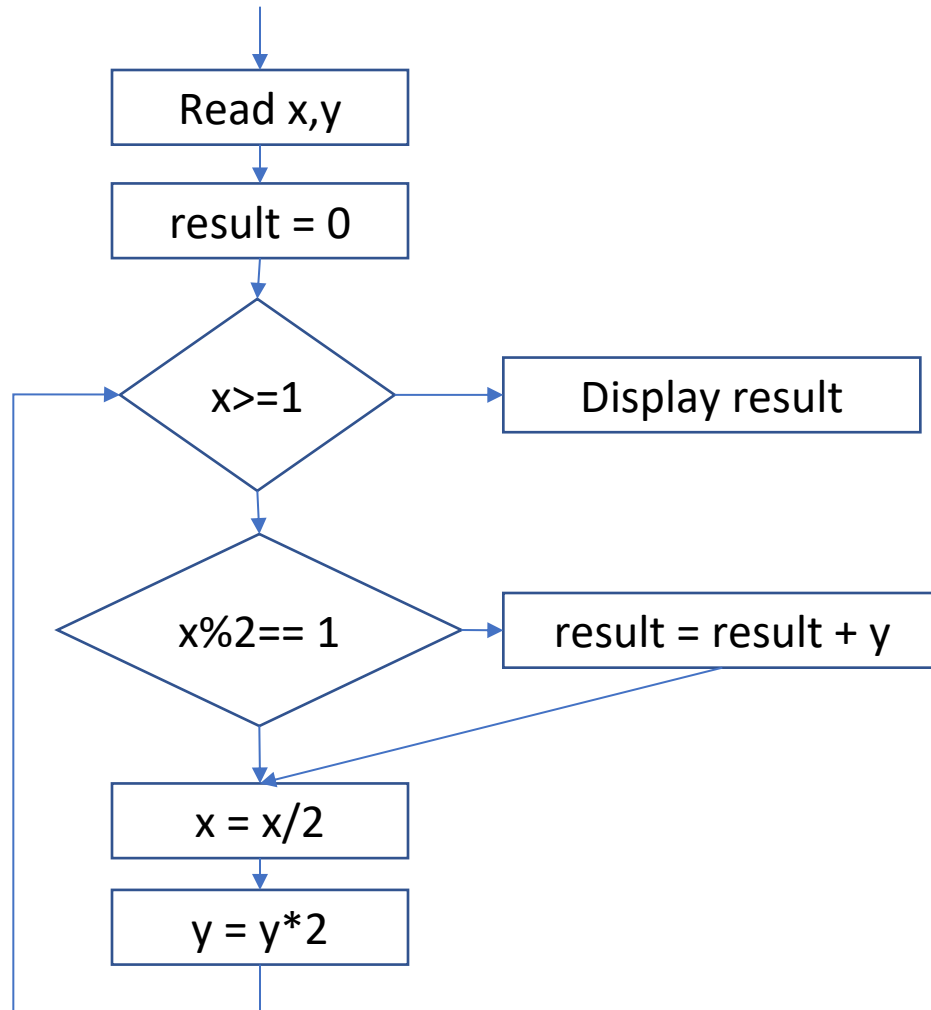 Read x,y
result = 0
x>=1
Display result
x%2== 1
result = result + y
x = x/2
y = y*2